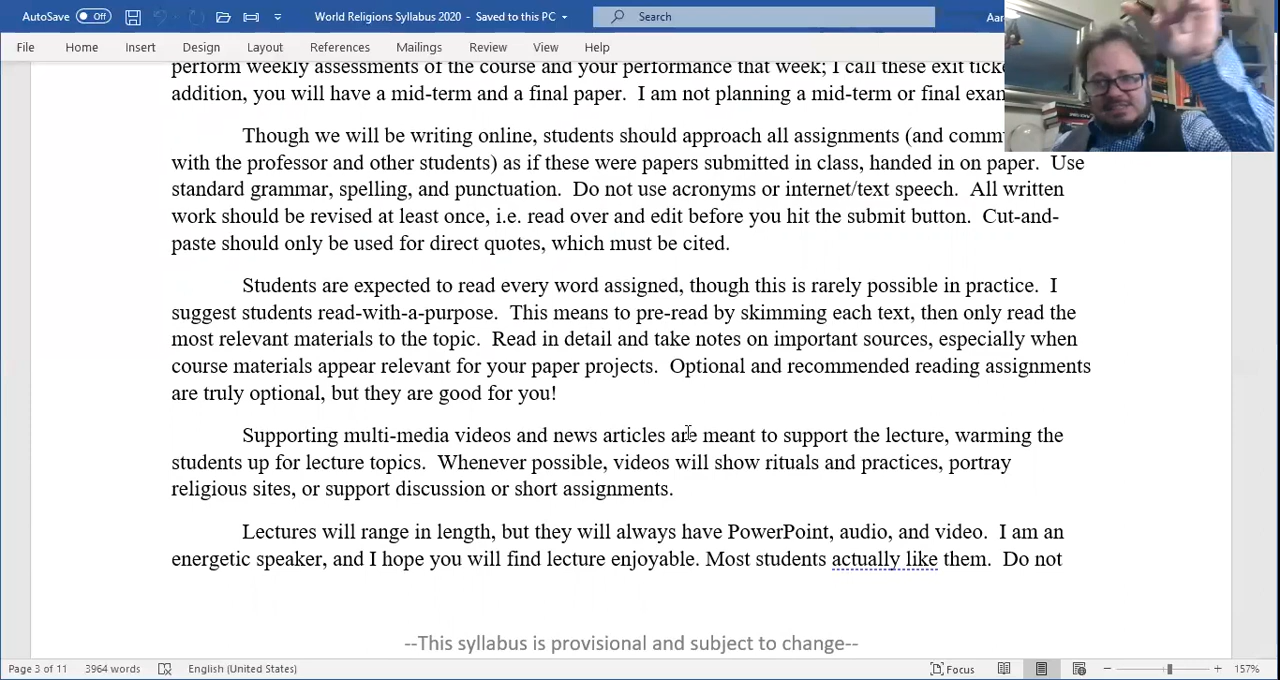 AutoSave Off World Religions Syllabus 2020 - Saved to this PC Search
File Home Insert Design Layout References Mailings Review View Help
perform weekly assessments of the course and your performance that week; I call these exit
addition, you will have a mid-term and a final paper. I am not planning a mid-term or final
Though we will be writing online, students should approach all assignments (and
with the professor and other students) as if these were papers submitted in class, handed in on paper. Use
standard grammar, spelling, and punctuation. Do not use acronyms or internet/text speech. All written
work should be revised at least once, i.e. read over and edit before you hit the submit button. Cut-and-
paste should only be used for direct quotes, which must be cited.
Students are expected to read every word assigned, though this is rarely possible in practice. I
suggest students read-with-a-purpose. This means to pre-read by skimming each text, then only read the
most relevant materials to the topic. Read in detail and take notes on important sources, especially when
course materials appear relevant for your paper projects. Optional and recommended reading assignments
are truly optional, but they are good for you!
Supporting multi-media videos and news articles are meant to support the lecture, warming the
students up for lecture topics. Whenever possible, videos will show rituals and practices, portray
religious sites, or support discussion or short assignments.
Lectures will range in length, but they will always have PowerPoint, audio, and video. I am an
energetic speaker, and I hope you will find lecture enjoyable. Most students actually like them. Do not
--This syllabus is provisional and subject to change--
Page 3 of 11 3964 words English (United States) Focus 157%